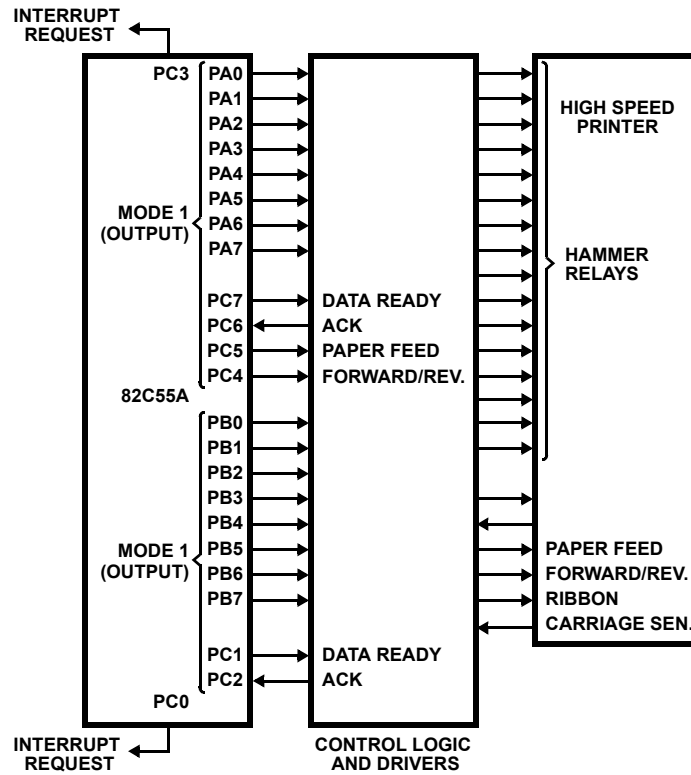 INTERRUPT
REQUEST
PC3
PA0
PA1
PA2
PA3
PA4
PA5
PA6
PA7
MODE 1
(OUTPUT)
PC7
PC6
PC5
PC4
82C55A
PB0
PB1
PB2
PB3
PB4
PB5
PB6
PB7
MODE 1
(OUTPUT)
PC1
PC2
PC0
INTERRUPT
REQUEST
DATA READY
ACK
PAPER FEED
FORWARD/REV.
DATA READY
ACK
CONTROL LOGIC
AND DRIVERS
HIGH SPEED
PRINTER
HAMMER
RELAYS
PAPER FEED
FORWARD/REV.
RIBBON
CARRIAGE SEN.